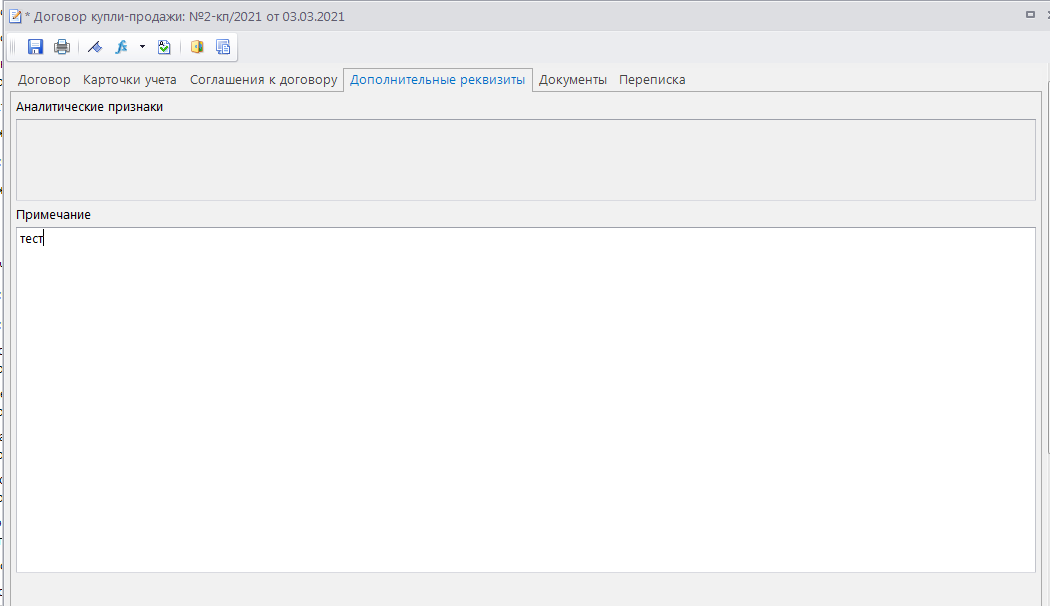 * Договор купли-продажи: №2-кп/2021 от 03.03.2021
Договор Карточки учета Соглашения к договору Дополнительные реквизиты Документы Переписка
Аналитические признаки
Примечание
тест